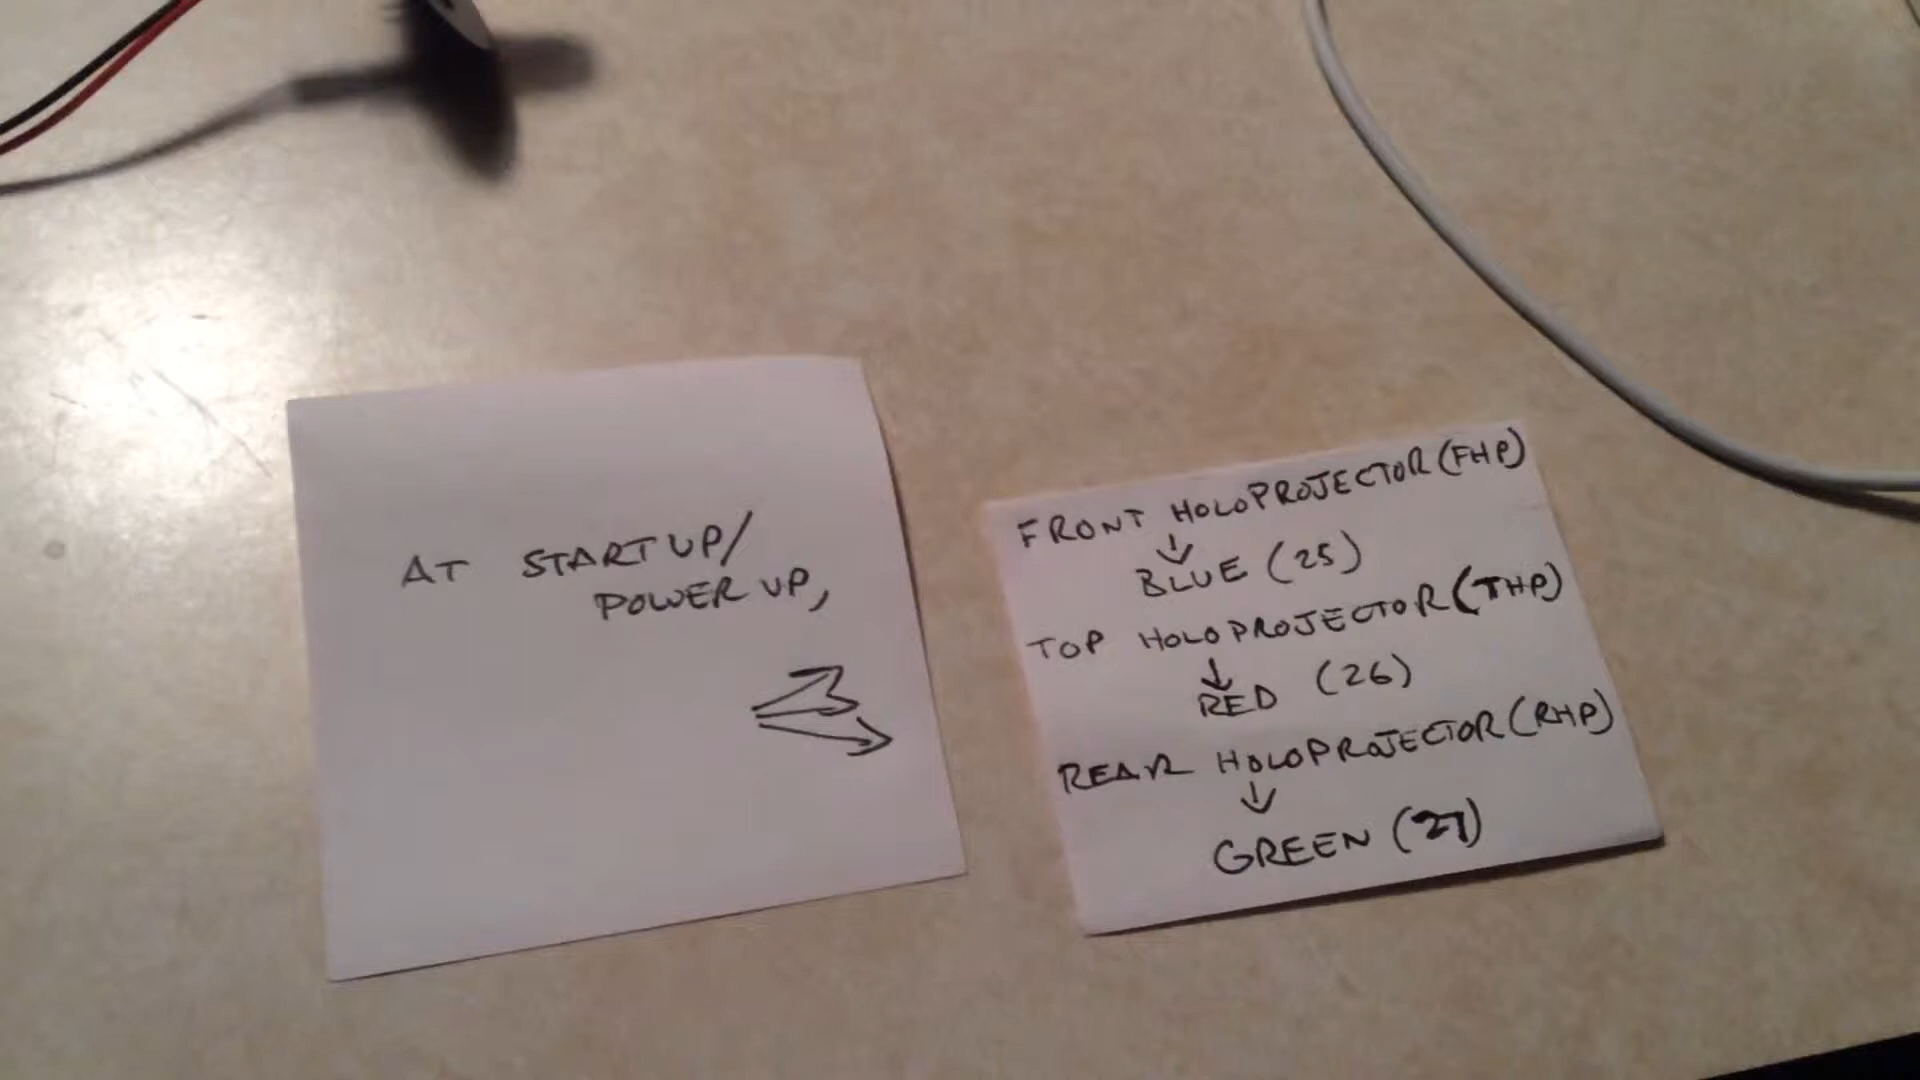 AT STARTUP/
POWER UP,
FRONT HOLOPROJECTOR (FHP)
BLUE (25)
TOP HOLOPROJECTOR (THP)
RED (26)
REAR HOLOPROJECTOR (RHP)
GREEN (27)